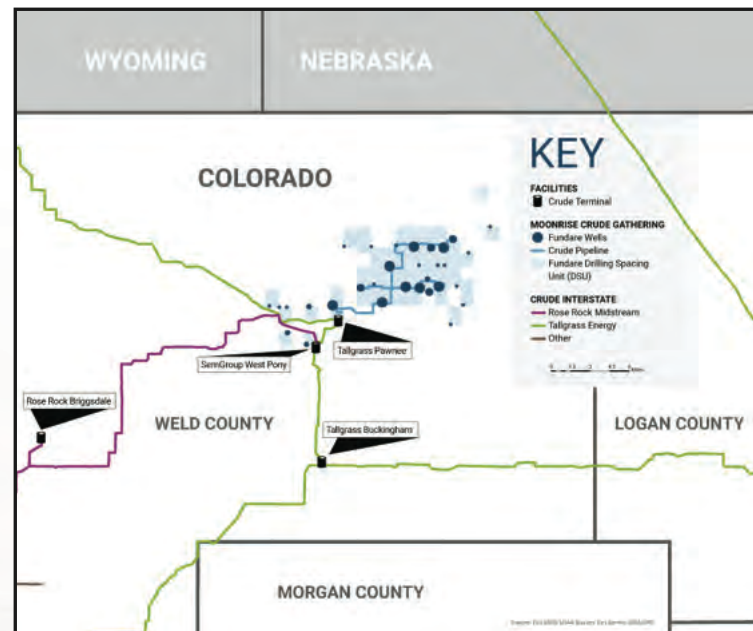 WYOMING
NEBRASKA
COLORADO
KEY
FACILITIES
Crude Terminal
MOONRISE CRUDE GATHERING
Fundare Wells
Crude Pipeline
Fundare Drilling Spacing
Unit (DSU)
CRUDE INTERSTATE
Rose Rock Midstream
Tallgrass Energy
Other
Tallgrass Pawnee
SemGroup West Pony
Rose Rock Briggsdale
WELD COUNTY
LOGAN COUNTY
Tallgrass Buckingham
MORGAN COUNTY